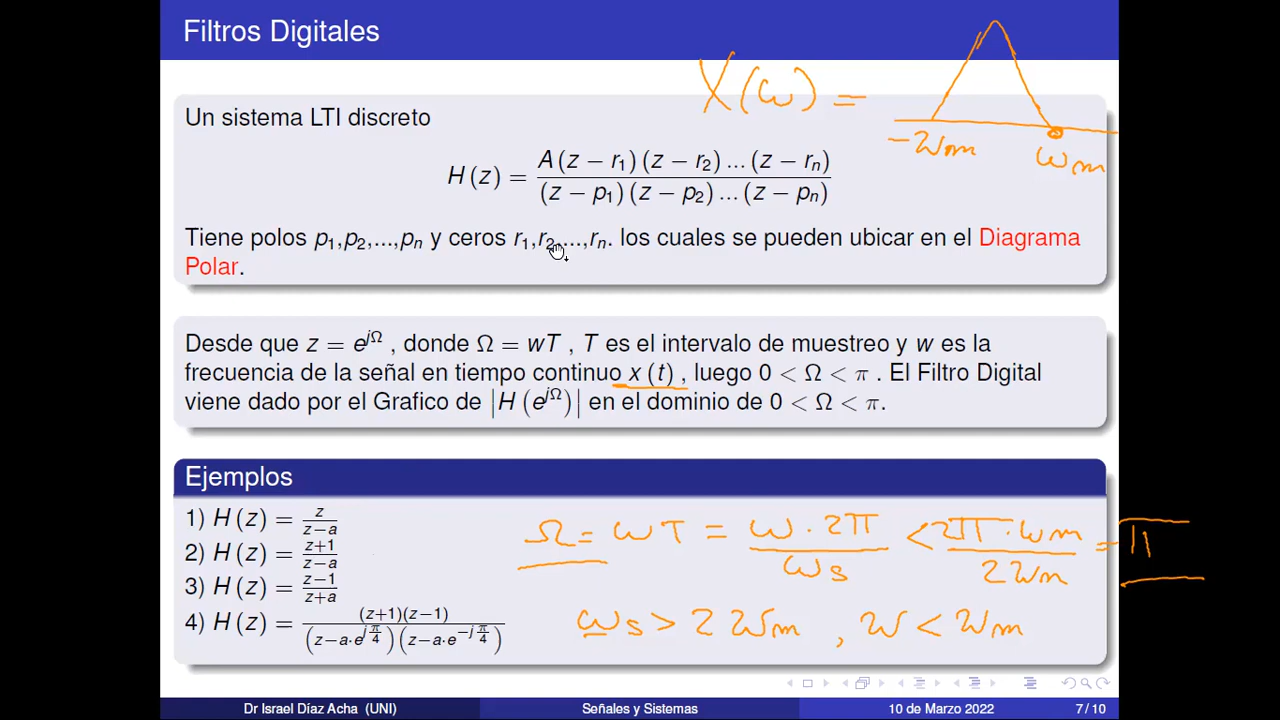 Filtros Digitales
X(ω) =
-ωm
ωm
Un sistema LTI discreto
H(z) = A(z − r1)(z − r2)...(z − rn) / (z − p1)(z − p2)...(z − pn)
Tiene polos p1,p2,...,pn y ceros r1,r2,...,rn. los cuales se pueden ubicar en el Diagrama
Polar.
Desde que z = e^{jΩ} , donde Ω = wT , T es el intervalo de muestreo y w es la
frecuencia de la señal en tiempo continuo x(t) , luego 0 < Ω < π . El Filtro Digital
viene dado por el Grafico de |H(e^{jΩ})| en el dominio de 0 < Ω < π.
Ejemplos
1) H(z) = z / z−a
2) H(z) = z+1 / z−a
3) H(z) = z−1 / z+a
4) H(z) = (z+1)(z−1) / (z−a·e^{jπ/4})(z−a·e^{−jπ/4})
Ω = ωT = ω·2π / ωs < 2π·ωm / 2ωm = π
ωs > 2ωm , ω < ωm
Dr Israel Díaz Acha (UNI)
Señales y Sistemas
10 de Marzo 2022
7 / 10